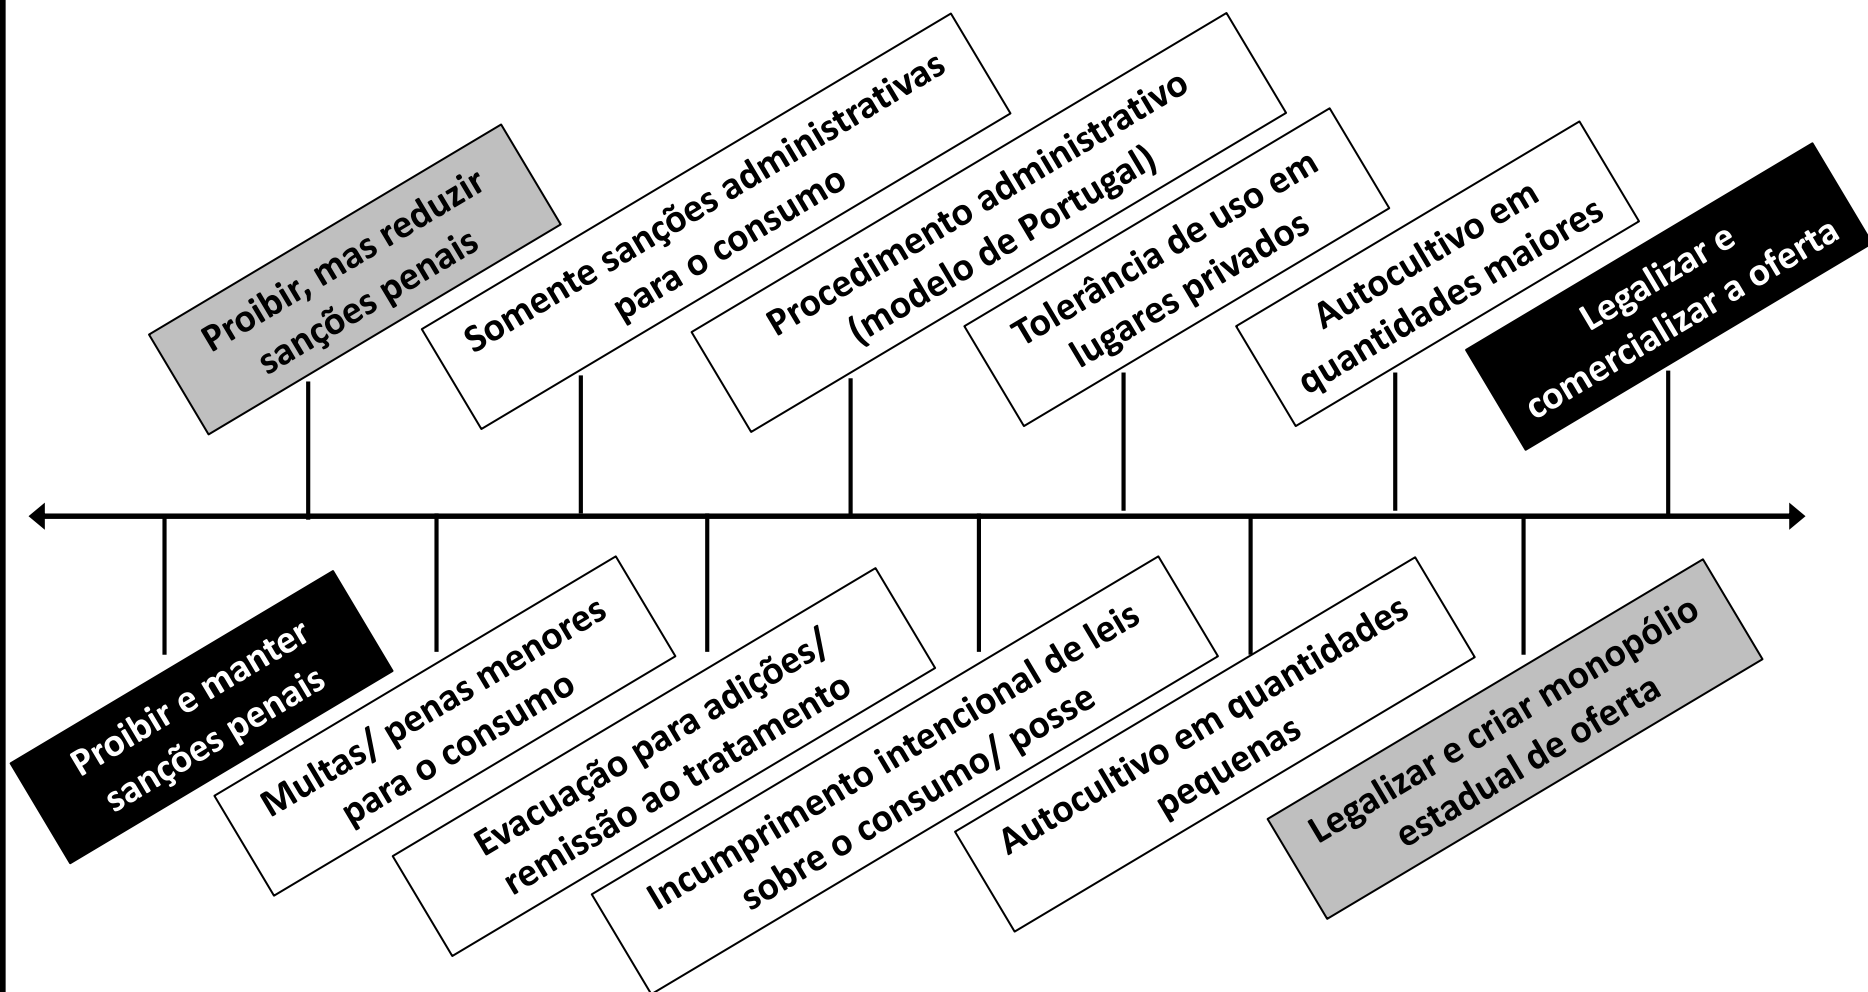 Proibir, mas reduzir
sanções penais
Somente sanções administrativas
para o consumo
Procedimento administrativo
(modelo de Portugal)
Tolerância de uso em
lugares privados
Autocultivo em
quantidades maiores
Legalizar e
comercializar a oferta
Proibir e manter
sanções penais
Multas/ penas menores
para o consumo
Evacuação para adições/
remissão ao tratamento
Incumprimento intencional de leis
sobre o consumo/ posse
Autocultivo em quantidades
pequenas
Legalizar e criar monopólio
estadual de oferta